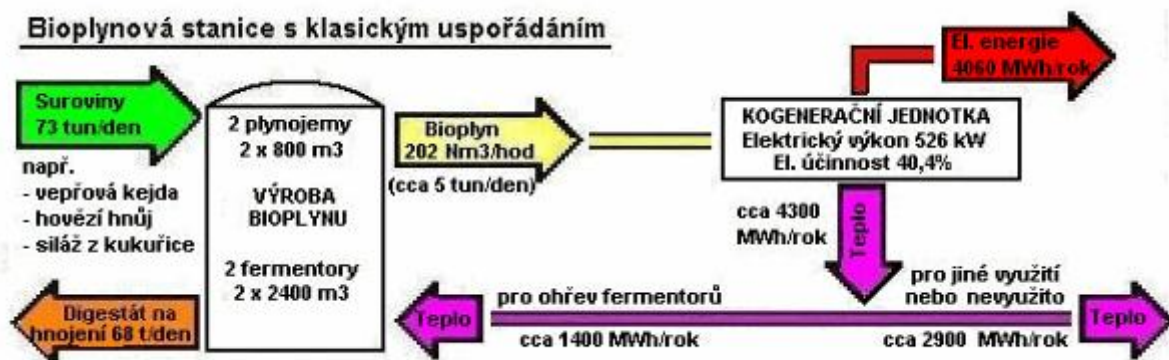 Bioplynová stanice s klasickým uspořádáním
El. energie
4060 MWh/rok
Suroviny
73 tun/den
např.
- vepřová kejda
- hovězí hnůj
- siláž z kukuřice
2 plynojemy
2 x 800 m3
VÝROBA
BIOPLYNU
2 fermentory
2 x 2400 m3
Bioplyn
202 Nm3/hod
(cca 5 tun/den)
KOGENERAČNÍ JEDNOTKA
Elektrický výkon 526 kW
El. účinnost 40,4%
cca 4300
MWh/rok
Teplo
pro jiné využití
nebo nevyužito
pro ohřev fermentorů
Teplo
Teplo
cca 1400 MWh/rok
cca 2900 MWh/rok
Digestát na
hnojení 68 t/den